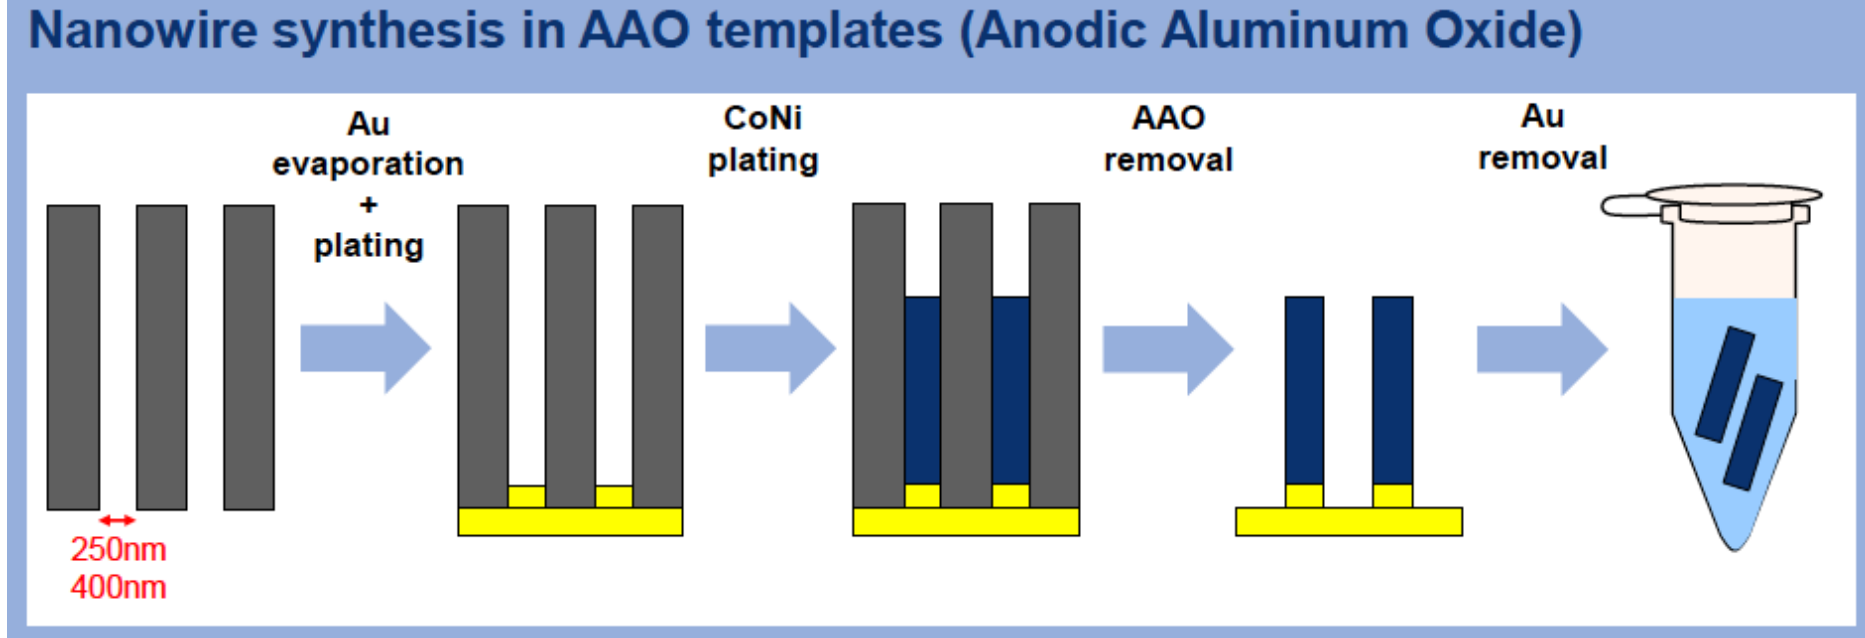 Nanowire synthesis in AAO templates (Anodic Aluminum Oxide)
Au
evaporation
+
plating
CoNi
plating
AAO
removal
Au
removal
250nm
400nm